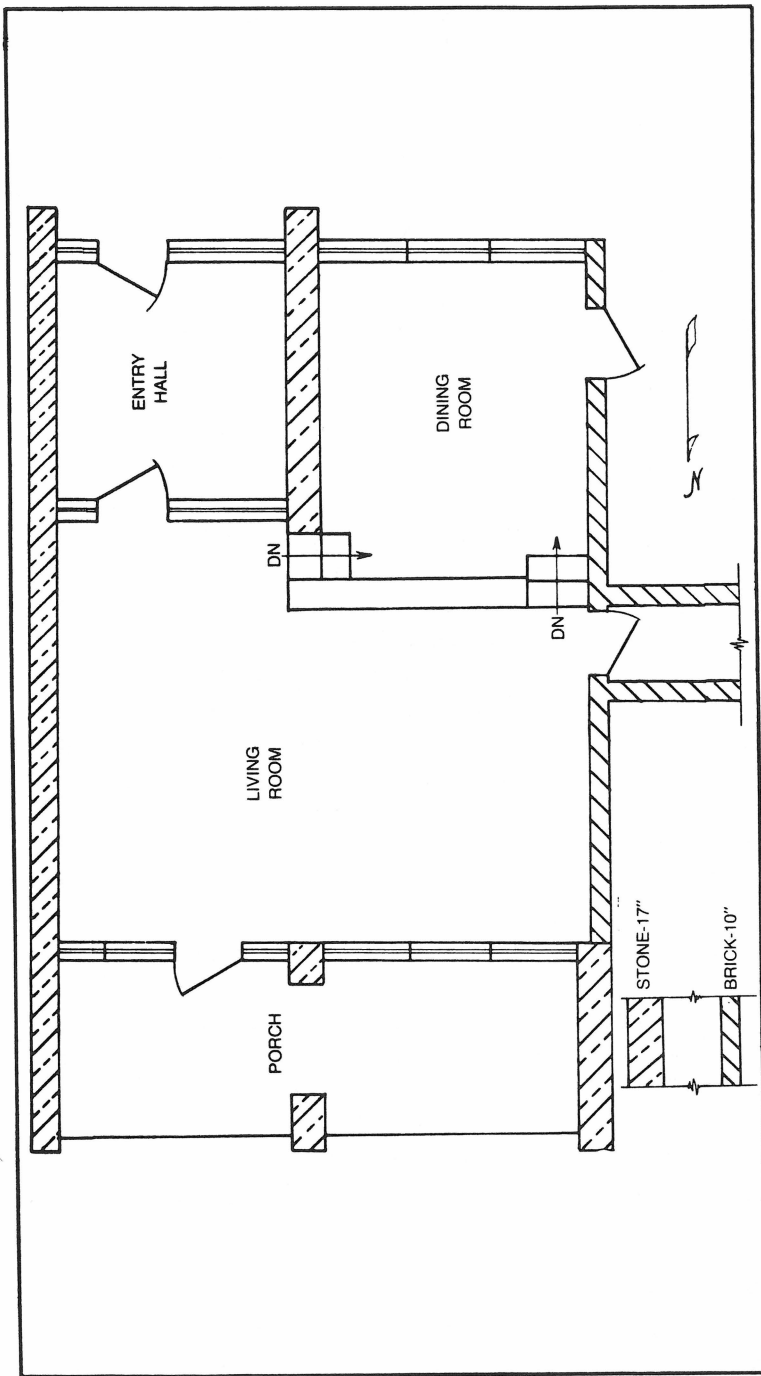 ENTRY
HALL
DINING
ROOM
DN
DN
LIVING
ROOM
PORCH
N
STONE-17"
BRICK-10"